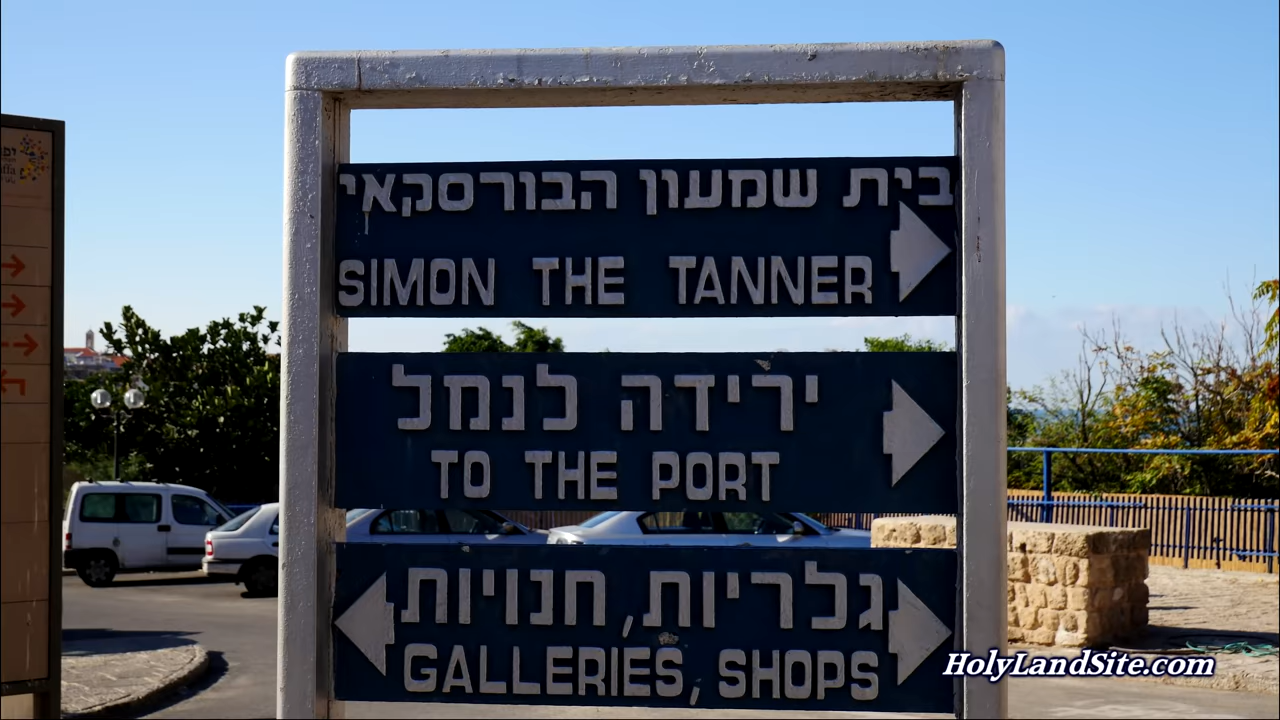 בית שמעון הבורסקאי
SIMON THE TANNER
ירידה לנמל
TO THE PORT
גלריות, חנויות
GALLERIES, SHOPS
HolyLandSite.com